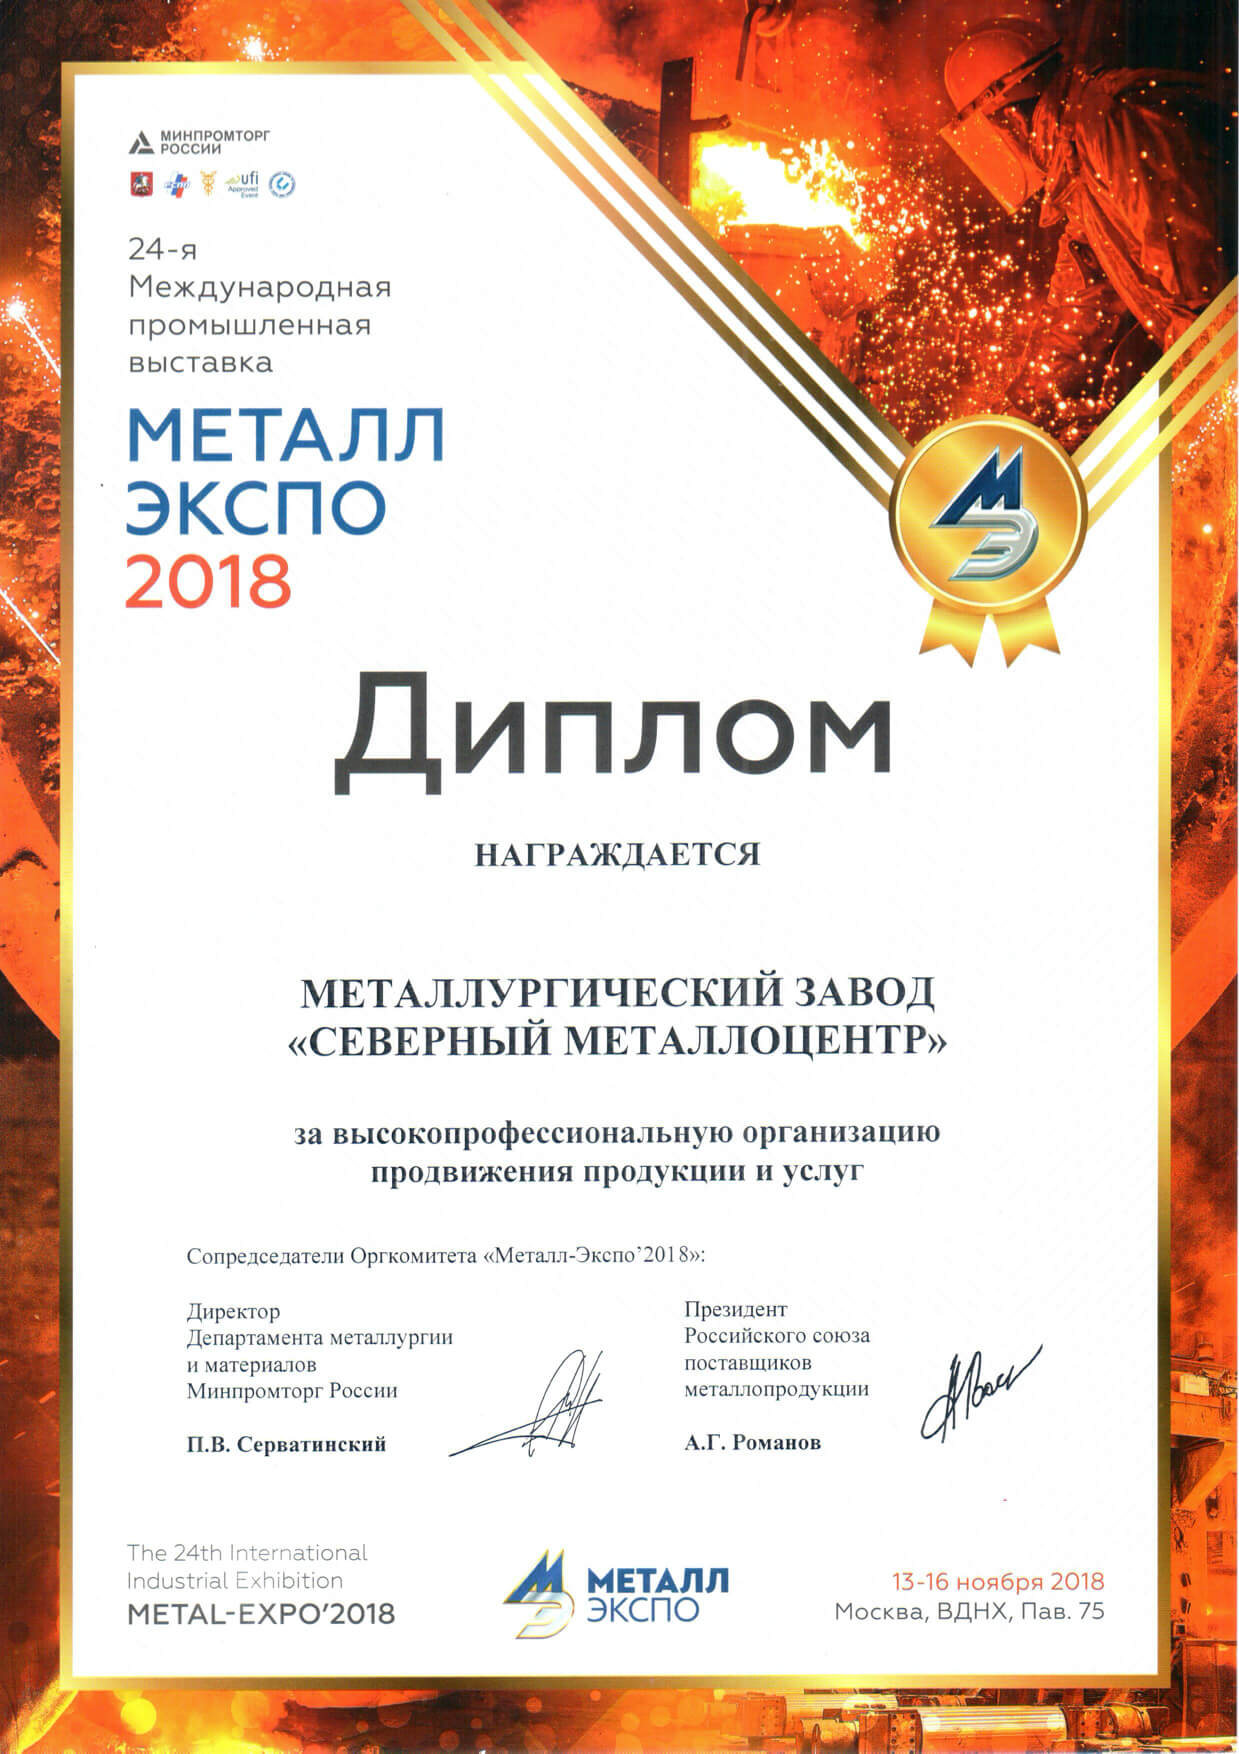 МИНПРОМТОРГ
РОССИИ
ufi
Approved
Event
24-я
Международная
промышленная
выставка
МЕТАЛЛ
ЭКСПО
2018
Диплом
НАГРАЖДАЕТСЯ
МЕТАЛЛУРГИЧЕСКИЙ ЗАВОД
«СЕВЕРНЫЙ МЕТАЛЛОЦЕНТР»
за высокопрофессиональную организацию
продвижения продукции и услуг
Сопредседатели Оргкомитета «Металл-Экспо’2018»:
Директор
Департамента металлургии
и материалов
Минпромторг России
П.В. Серватинский
Президент
Российского союза
поставщиков
металлопродукции
А.Г. Романов
The 24th International
Industrial Exhibition
METAL-EXPO’2018
МЕТАЛЛ
ЭКСПО
13-16 ноября 2018
Москва, ВДНХ, Пав. 75